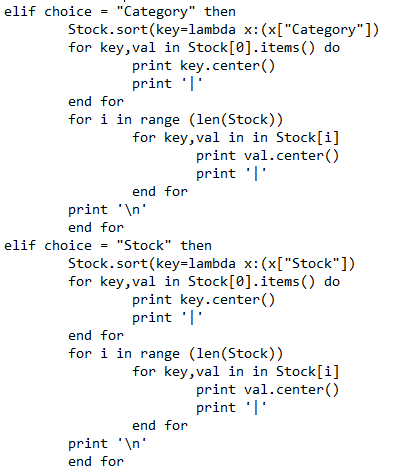 elif choice = "Category" then
Stock.sort(key=lambda x:(x["Category"])
for key,val in Stock[0].items() do
print key.center()
print '|'
end for
for i in range (len(Stock))
for key,val in in Stock[i]
print val.center()
print '|'
end for
print '\n'
end for
elif choice = "Stock" then
Stock.sort(key=lambda x:(x["Stock"])
for key,val in Stock[0].items() do
print key.center()
print '|'
end for
for i in range (len(Stock))
for key,val in in Stock[i]
print val.center()
print '|'
end for
print '\n'
end for